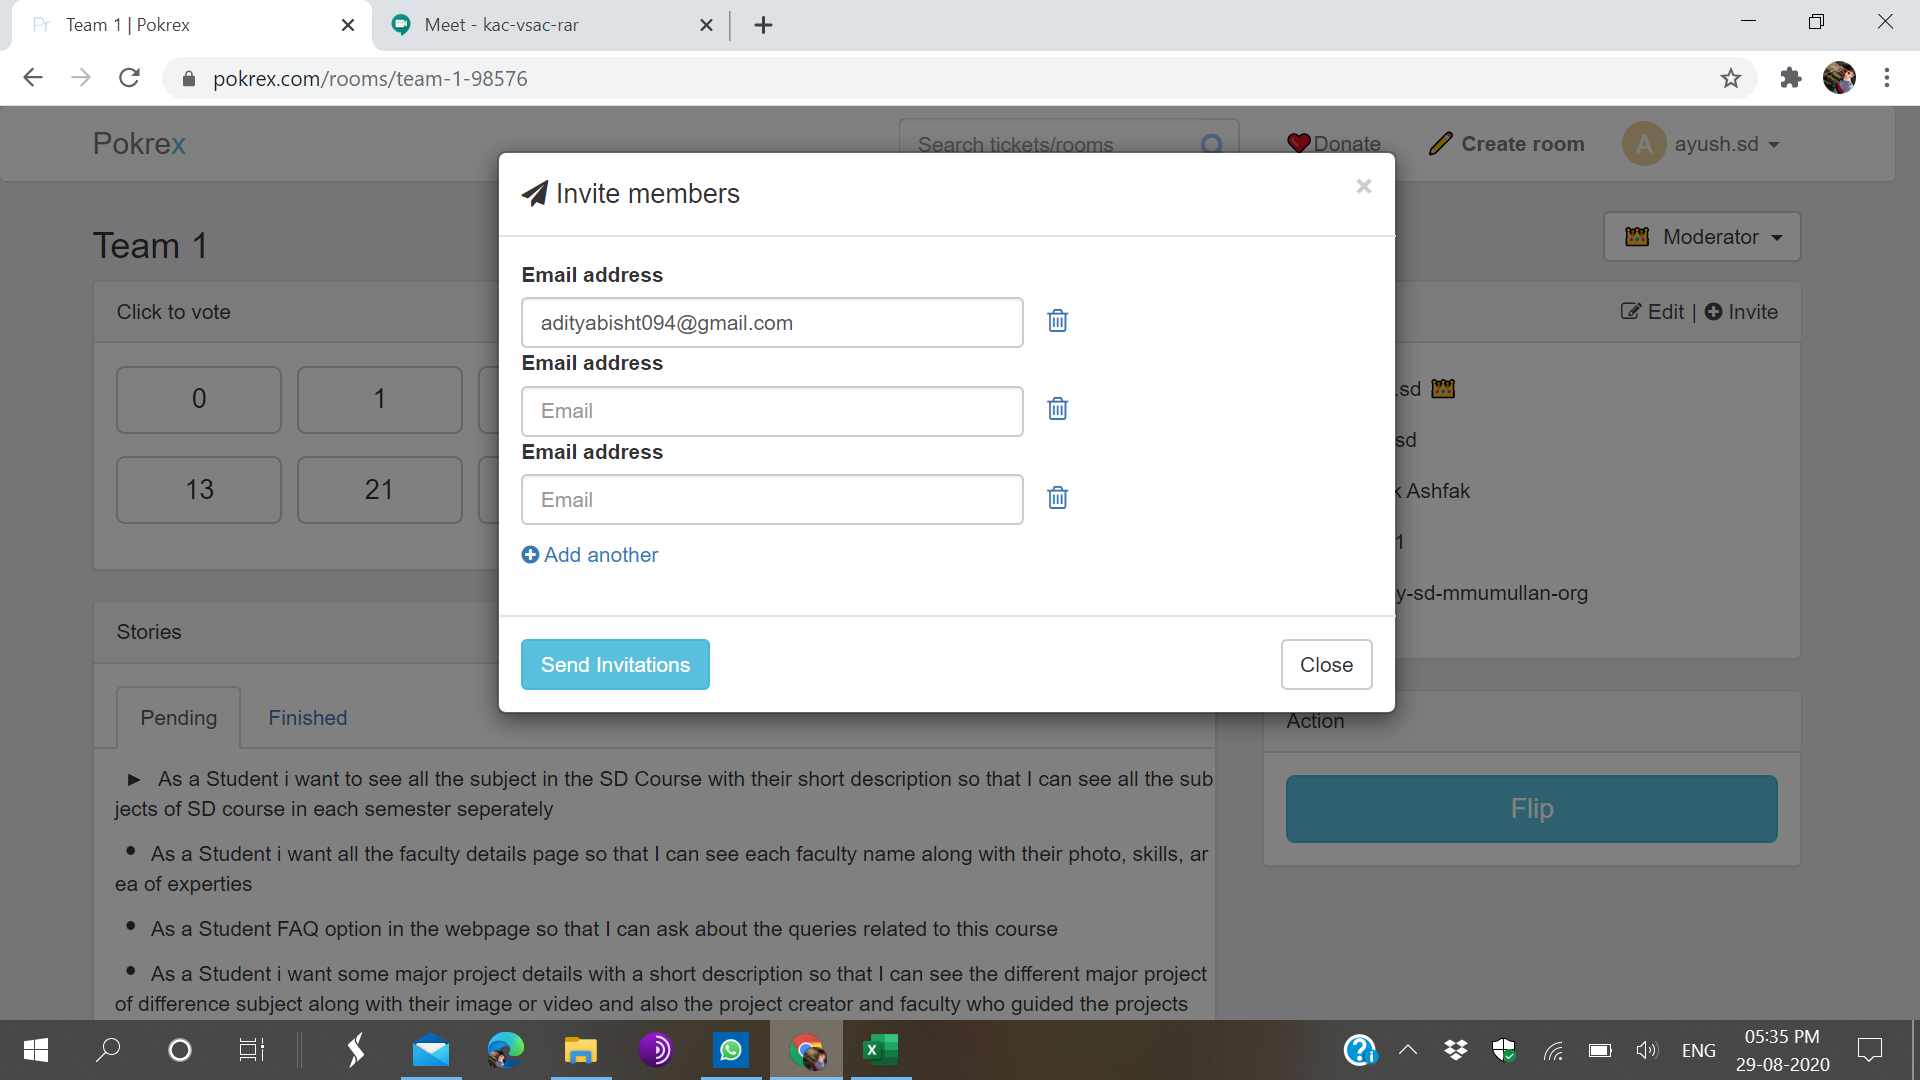 Team 1 | Pokrex
Meet - kac-vsac-rar
pokrex.com/rooms/team-1-98576
Pokrex
Search tickets/rooms
Donate
Create room
A
ayush.sd
Invite members
×
Team 1
Moderator
Click to vote
Edit | Invite
Email address
adityabisht094@gmail.com
Email address
Email
Email address
Email
Add another
0
1
13
21
.sd
sd
k Ashfak
1
y-sd-mmumullan-org
Send Invitations
Close
Stories
Pending
Finished
Action
Flip
► As a Student i want to see all the subject in the SD Course with their short description so that I can see all the sub
jects of SD course in each semester seperately
• As a Student i want all the faculty details page so that I can see each faculty name along with their photo, skills, ar
ea of experties
• As a Student FAQ option in the webpage so that I can ask about the queries related to this course
• As a Student i want some major project details with a short description so that I can see the different major project
of difference subject along with their image or video and also the project creator and faculty who guided the projects
ENG
05:35 PM
29-08-2020